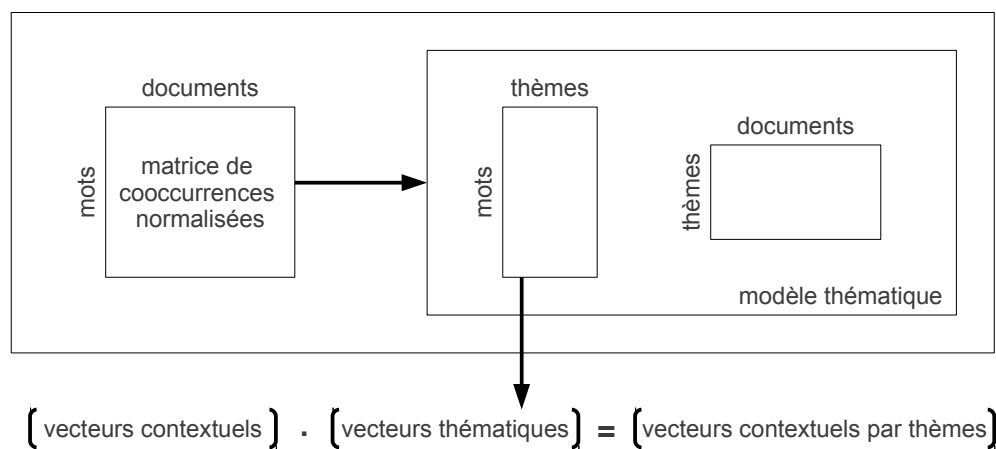 documents
mots
matrice de
cooccurrences
normalisées
thèmes
mots
documents
thèmes
modèle thématique
[vecteurs contextuels] . [vecteurs thématiques] = [vecteurs contextuels par thèmes]